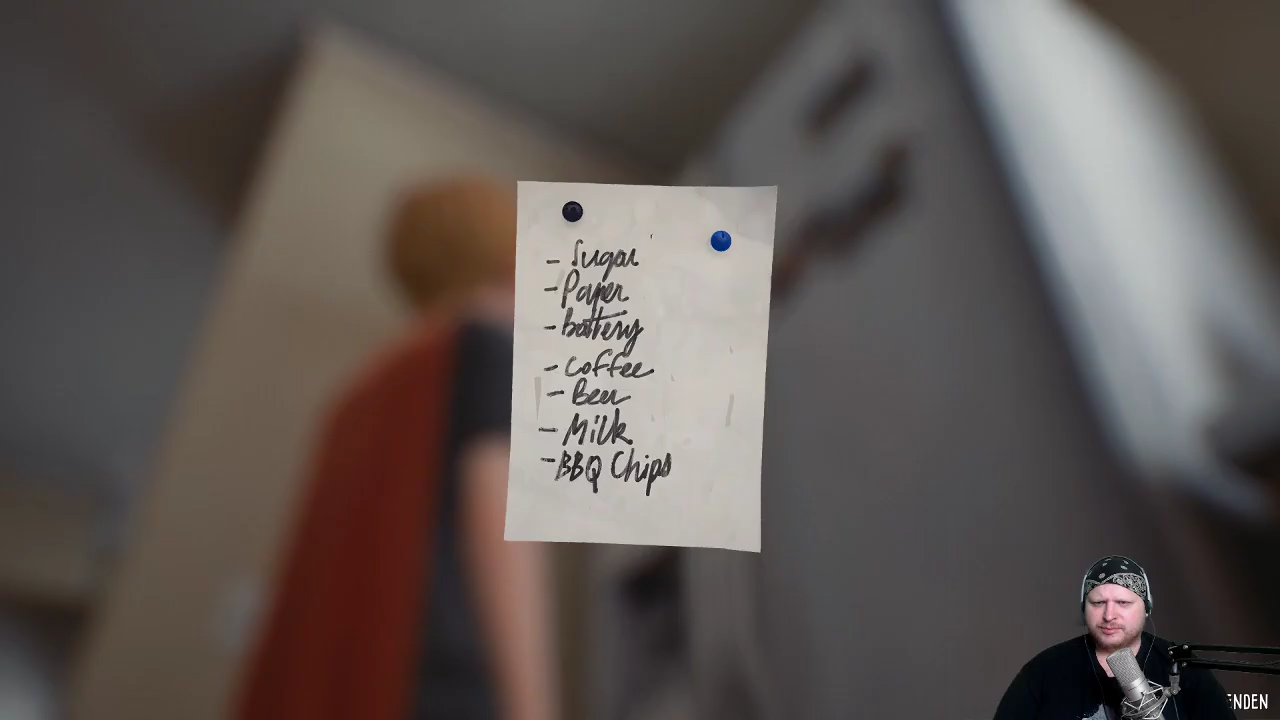 - Sugar
- Paper
- battery
- Coffee
- Beer
- Milk
- BBQ Chips
ENDEN